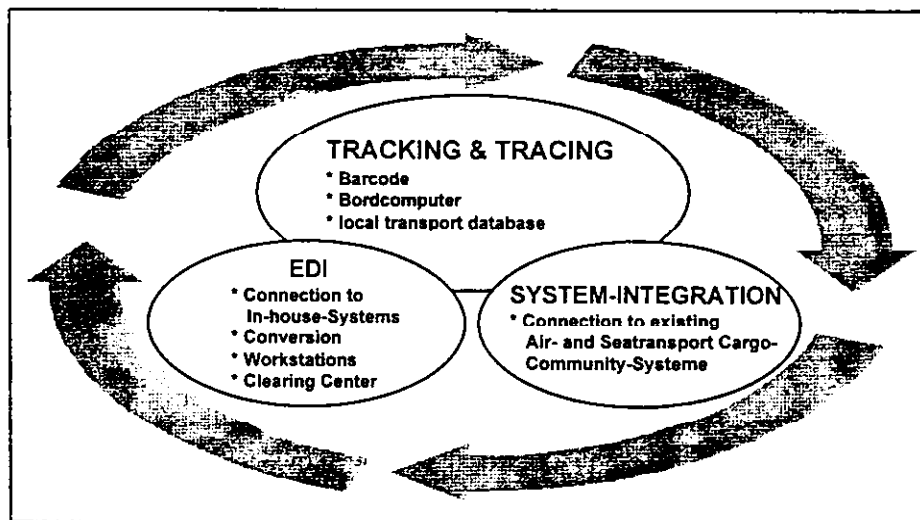 TRACKING & TRACING
* Barcode
* Bordcomputer
* local transport database
EDI
* Connection to
In-house-Systems
* Conversion
* Workstations
* Clearing Center
SYSTEM-INTEGRATION
* Connection to existing
Air- and Seatransport Cargo-
Community-Systeme